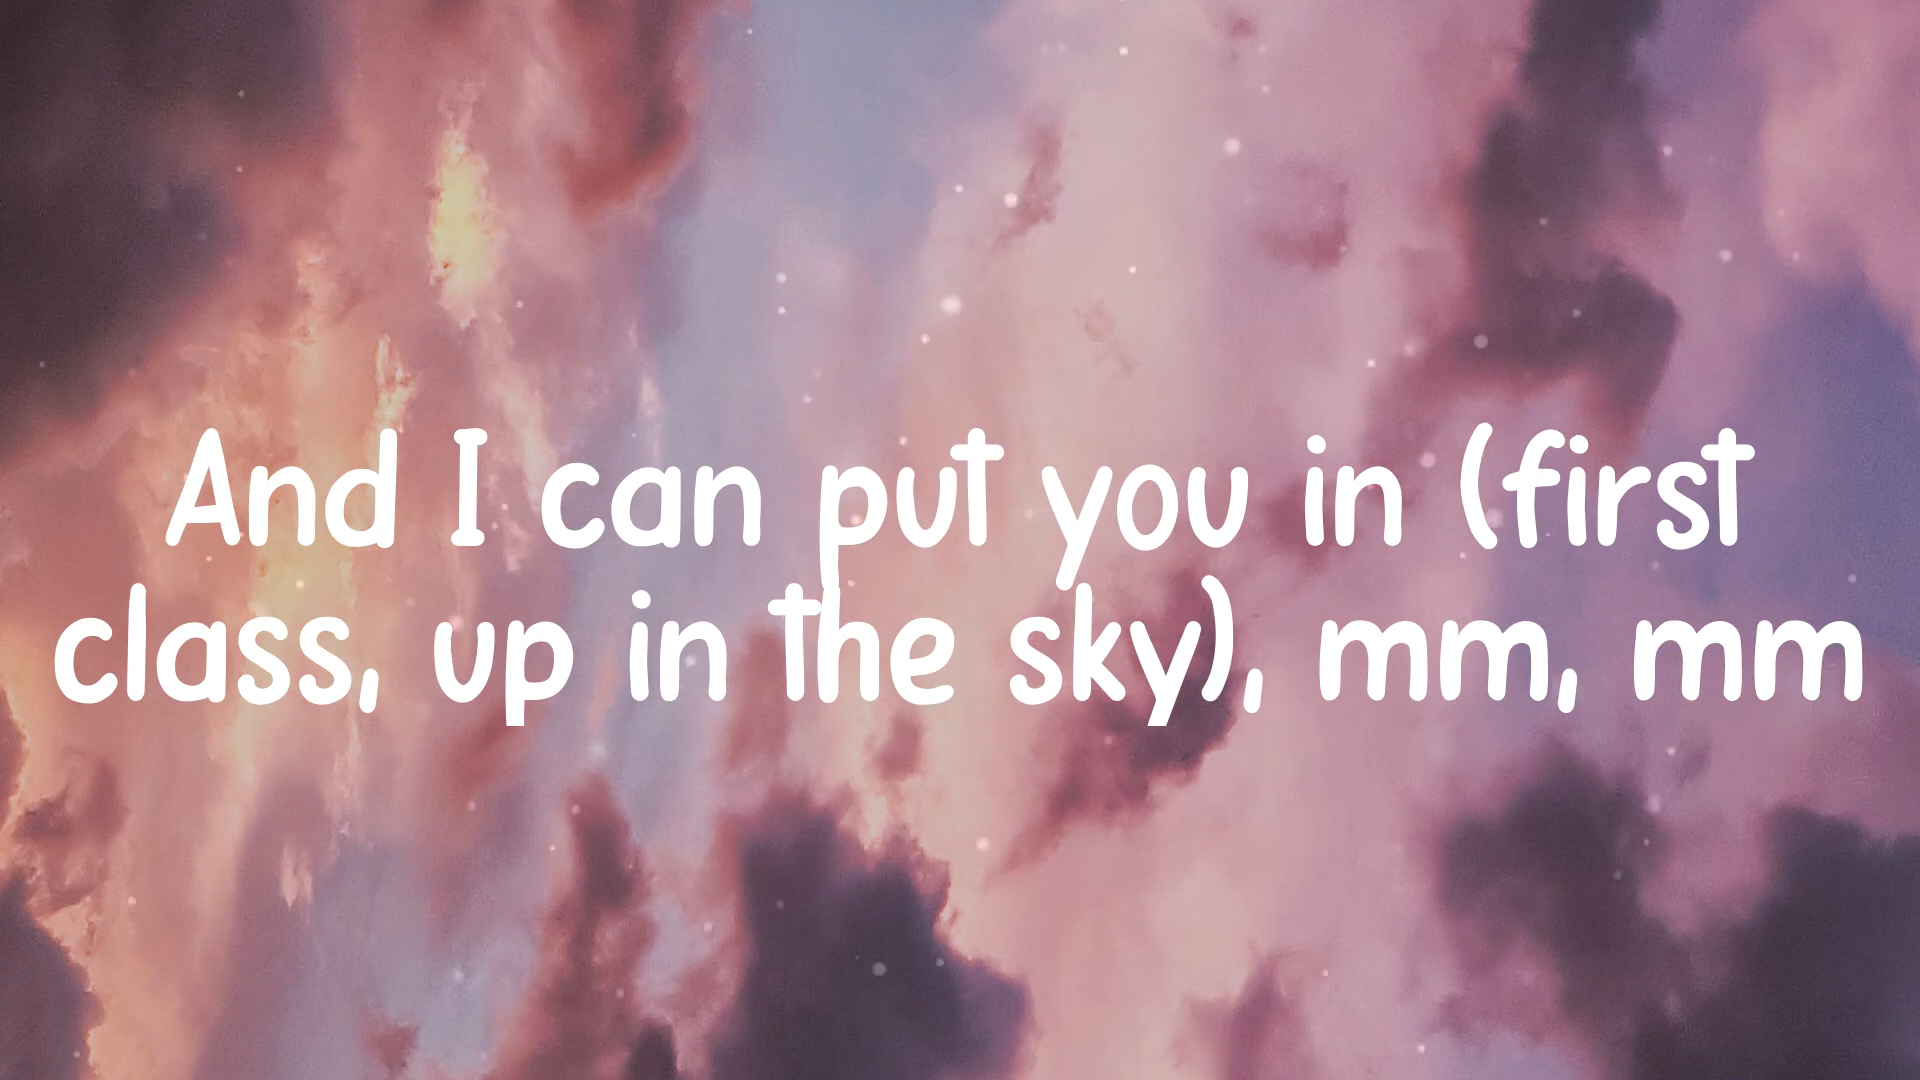 And I can put you in (first
class, up in the sky), mm, mm